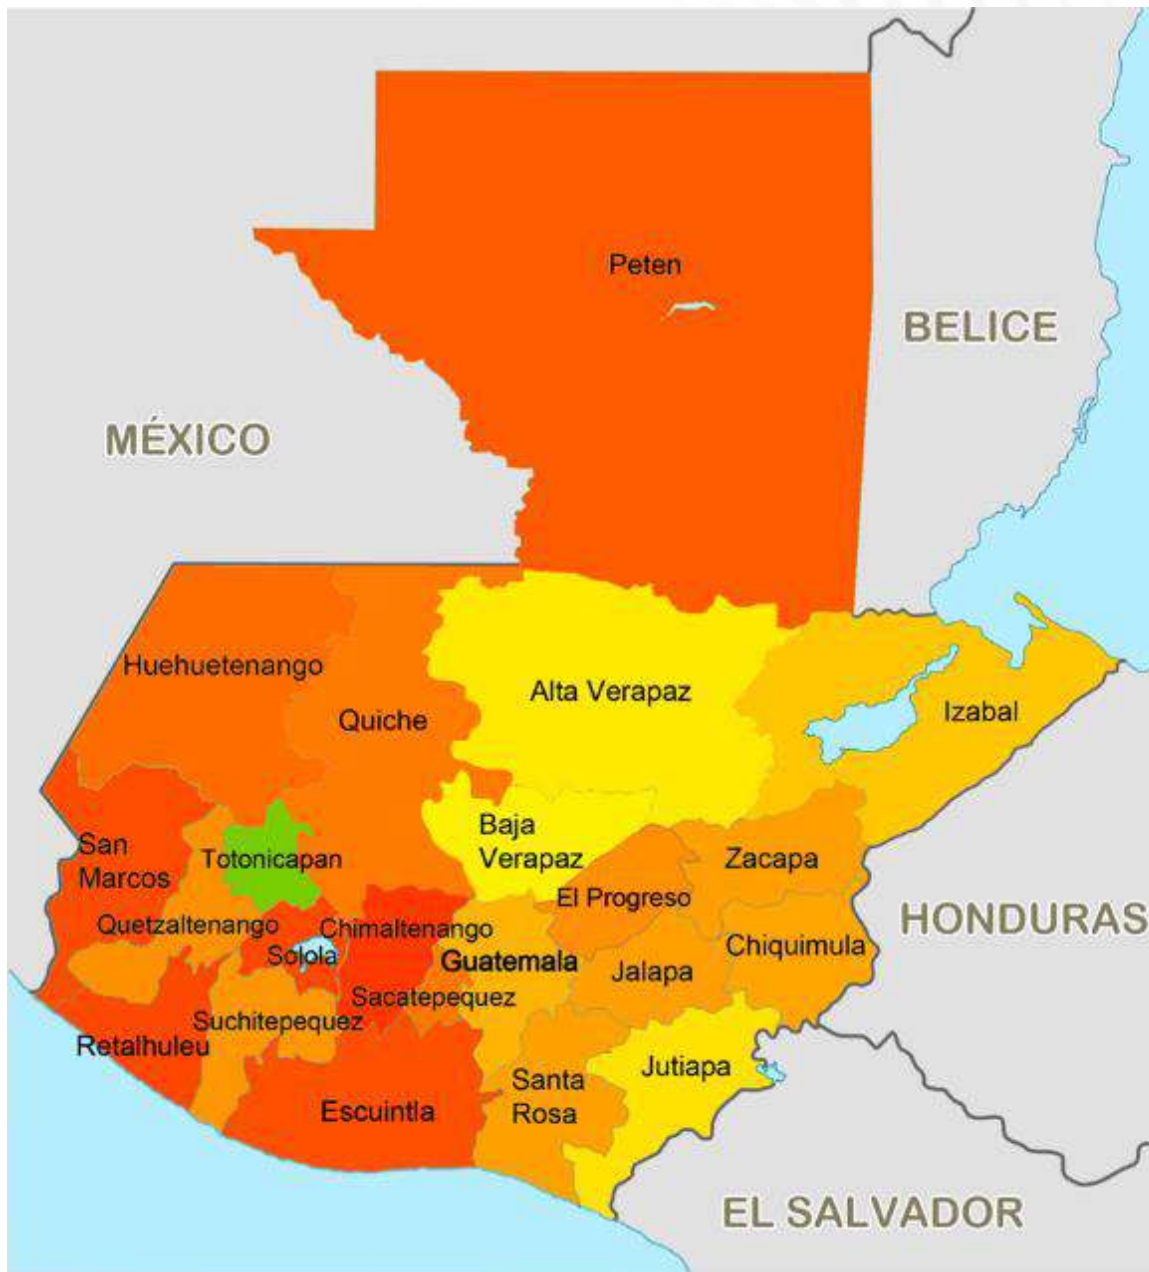 Peten
BELICE
MÉXICO
Huehuetenango
Alta Verapaz
Quiche
Izabal
San
Marcos
Totonicapan
Baja
Verapaz
Zacapa
El Progreso
Quetzaltenango
Chimaltenango
HONDURAS
Solola
Guatemala
Jalapa
Chiquimula
Sacatepequez
Suchitepequez
Retalhuleu
Jutiapa
Santa
Rosa
Escuintla
EL SALVADOR